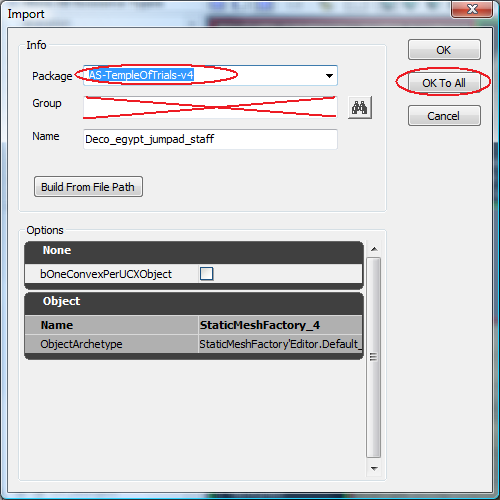 Import
Info
Package AS-TempleOfTrials-v4
Group
Name Deco_egypt_jumpad_staff
Build From File Path
OK
OK To All
Cancel
Options
None
bOneConvexPerUCXObject
Object
Name StaticMeshFactory_4
ObjectArchetype StaticMeshFactory'Editor.Default_